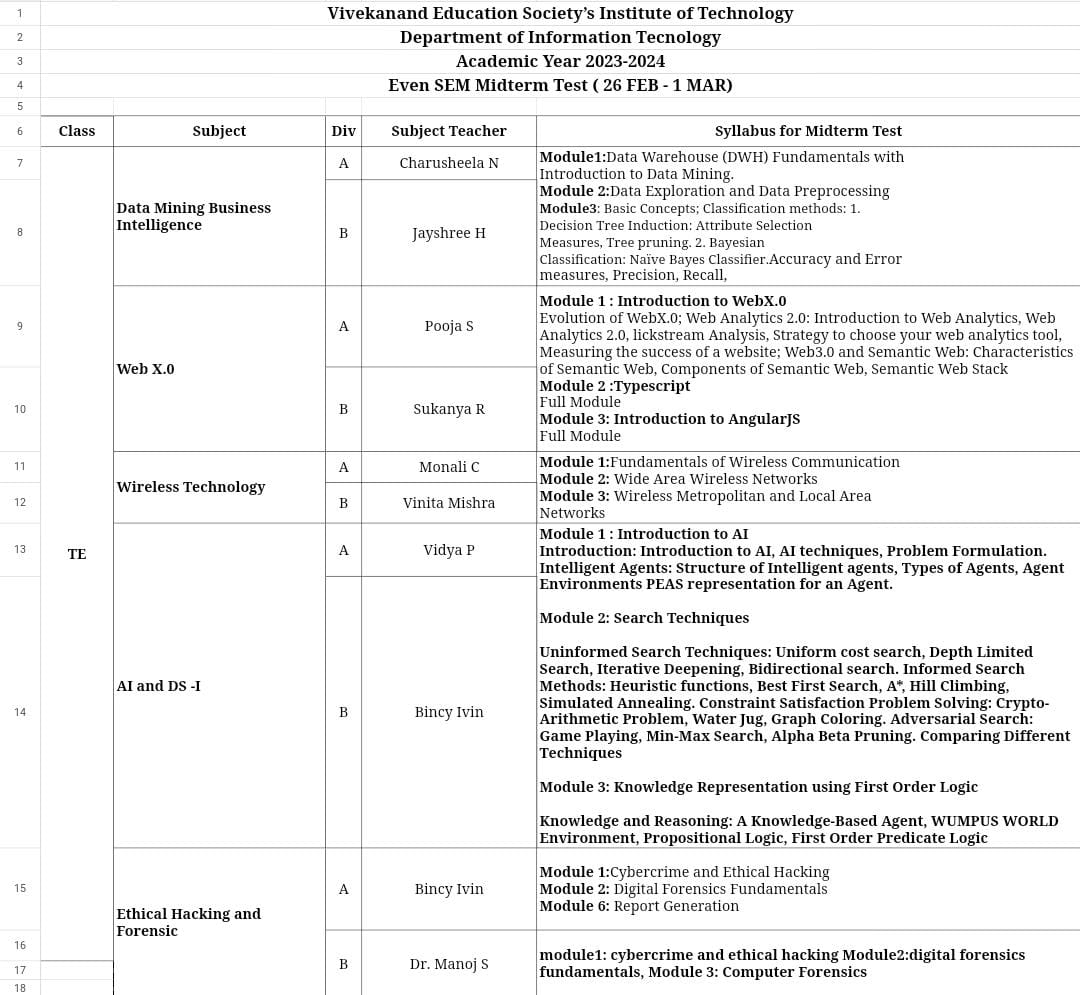 1 Vivekanand Education Society’s Institute of Technology
2 Department of Information Tecnology
3 Academic Year 2023-2024
4 Even SEM Midterm Test ( 26 FEB - 1 MAR)
5
6 Class Subject Div Subject Teacher Syllabus for Midterm Test
TE
Data Mining Business
Intelligence
7 A Charusheela N
8 B Jayshree H
Module1:Data Warehouse (DWH) Fundamentals with
Introduction to Data Mining.
Module 2:Data Exploration and Data Preprocessing
Module3: Basic Concepts; Classification methods: 1.
Decision Tree Induction: Attribute Selection
Measures, Tree pruning. 2. Bayesian
Classification: Naïve Bayes Classifier.Accuracy and Error
measures, Precision, Recall,
Web X.0
9 A Pooja S
10 B Sukanya R
Module 1 : Introduction to WebX.0
Evolution of WebX.0; Web Analytics 2.0: Introduction to Web Analytics, Web
Analytics 2.0, lickstream Analysis, Strategy to choose your web analytics tool,
Measuring the success of a website; Web3.0 and Semantic Web: Characteristics
of Semantic Web, Components of Semantic Web, Semantic Web Stack
Module 2 :Typescript
Full Module
Module 3: Introduction to AngularJS
Full Module
Wireless Technology
11 A Monali C
12 B Vinita Mishra
Module 1:Fundamentals of Wireless Communication
Module 2: Wide Area Wireless Networks
Module 3: Wireless Metropolitan and Local Area
Networks
AI and DS -I
13 A Vidya P
14 B Bincy Ivin
Module 1 : Introduction to AI
Introduction: Introduction to AI, AI techniques, Problem Formulation.
Intelligent Agents: Structure of Intelligent agents, Types of Agents, Agent
Environments PEAS representation for an Agent.
Module 2: Search Techniques
Uninformed Search Techniques: Uniform cost search, Depth Limited
Search, Iterative Deepening, Bidirectional search. Informed Search
Methods: Heuristic functions, Best First Search, A*, Hill Climbing,
Simulated Annealing. Constraint Satisfaction Problem Solving: Crypto-
Arithmetic Problem, Water Jug, Graph Coloring. Adversarial Search:
Game Playing, Min-Max Search, Alpha Beta Pruning. Comparing Different
Techniques
Module 3: Knowledge Representation using First Order Logic
Knowledge and Reasoning: A Knowledge-Based Agent, WUMPUS WORLD
Environment, Propositional Logic, First Order Predicate Logic
Ethical Hacking and
Forensic
15 A Bincy Ivin
Module 1:Cybercrime and Ethical Hacking
Module 2: Digital Forensics Fundamentals
Module 6: Report Generation
16
17
18
B Dr. Manoj S
module1: cybercrime and ethical hacking Module2:digital forensics
fundamentals, Module 3: Computer Forensics